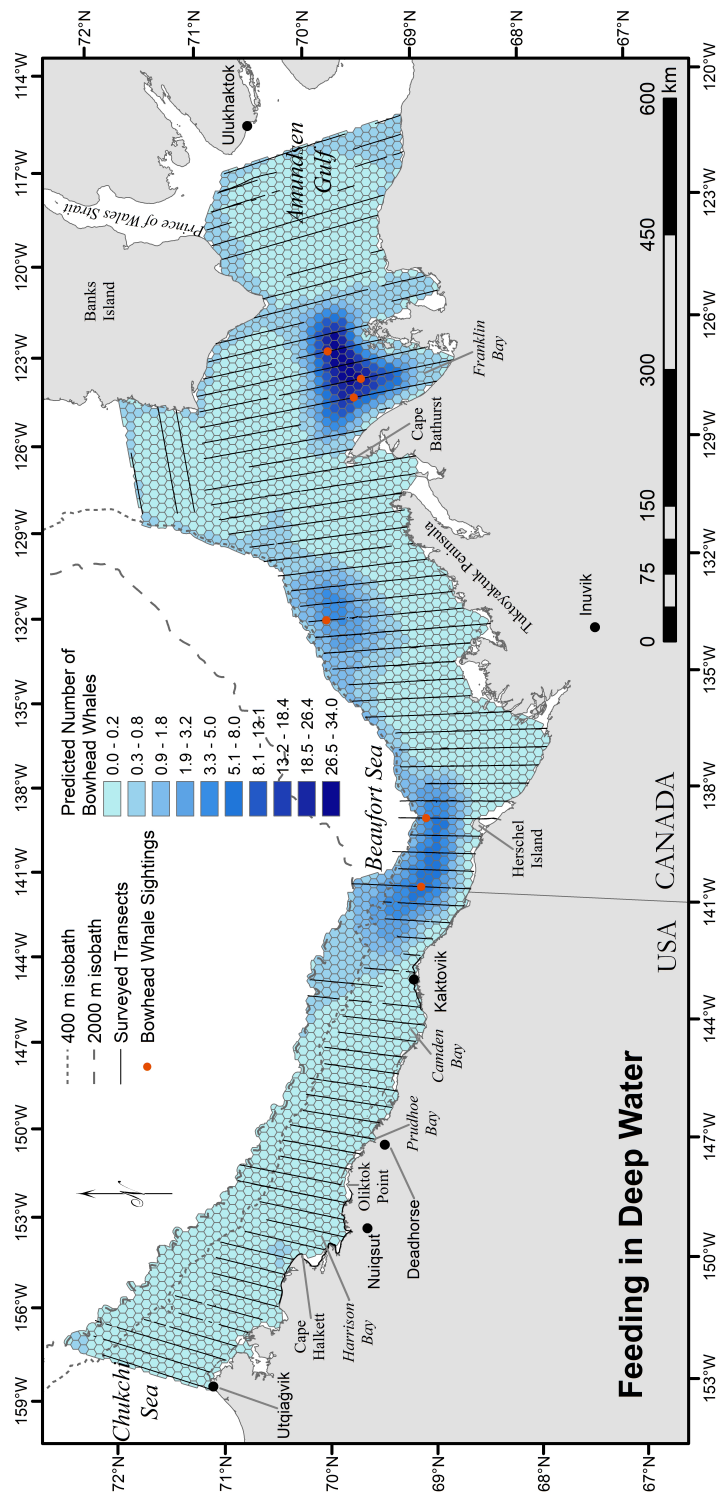 159°W
156°W
153°W
150°W
147°W
144°W
141°W
138°W
135°W
132°W
129°W
126°W
123°W
120°W
117°W
114°W
72°N
71°N
70°N
69°N
68°N
67°N
72°N
71°N
70°N
69°N
68°N
67°N
N
400 m isobath
2000 m isobath
Surveyed Transects
Bowhead Whale Sightings
Predicted Number of
Bowhead Whales
0.0 - 0.2
0.3 - 0.8
0.9 - 1.8
1.9 - 3.2
3.3 - 5.0
5.1 - 8.0
8.1 - 13.1
13.2 - 18.4
18.5 - 26.4
26.5 - 34.0
Chukchi
Sea
Beaufort Sea
Banks
Island
Prince of Wales Strait
Ulukhaktok
Amundsen
Gulf
Utqiagvik
Cape
Halkett
Harrison
Bay
Nuiqsut
Oliktok
Point
Deadhorse
Prudhoe
Bay
Camden
Bay
Kaktovik
Herschel
Island
Tuktoyaktuk Peninsula
Cape
Bathurst
Franklin
Bay
Inuvik
USA
CANADA
Feeding in Deep Water
0
75
150
300
450
600
km
153°W
150°W
147°W
144°W
141°W
138°W
135°W
132°W
129°W
126°W
123°W
120°W